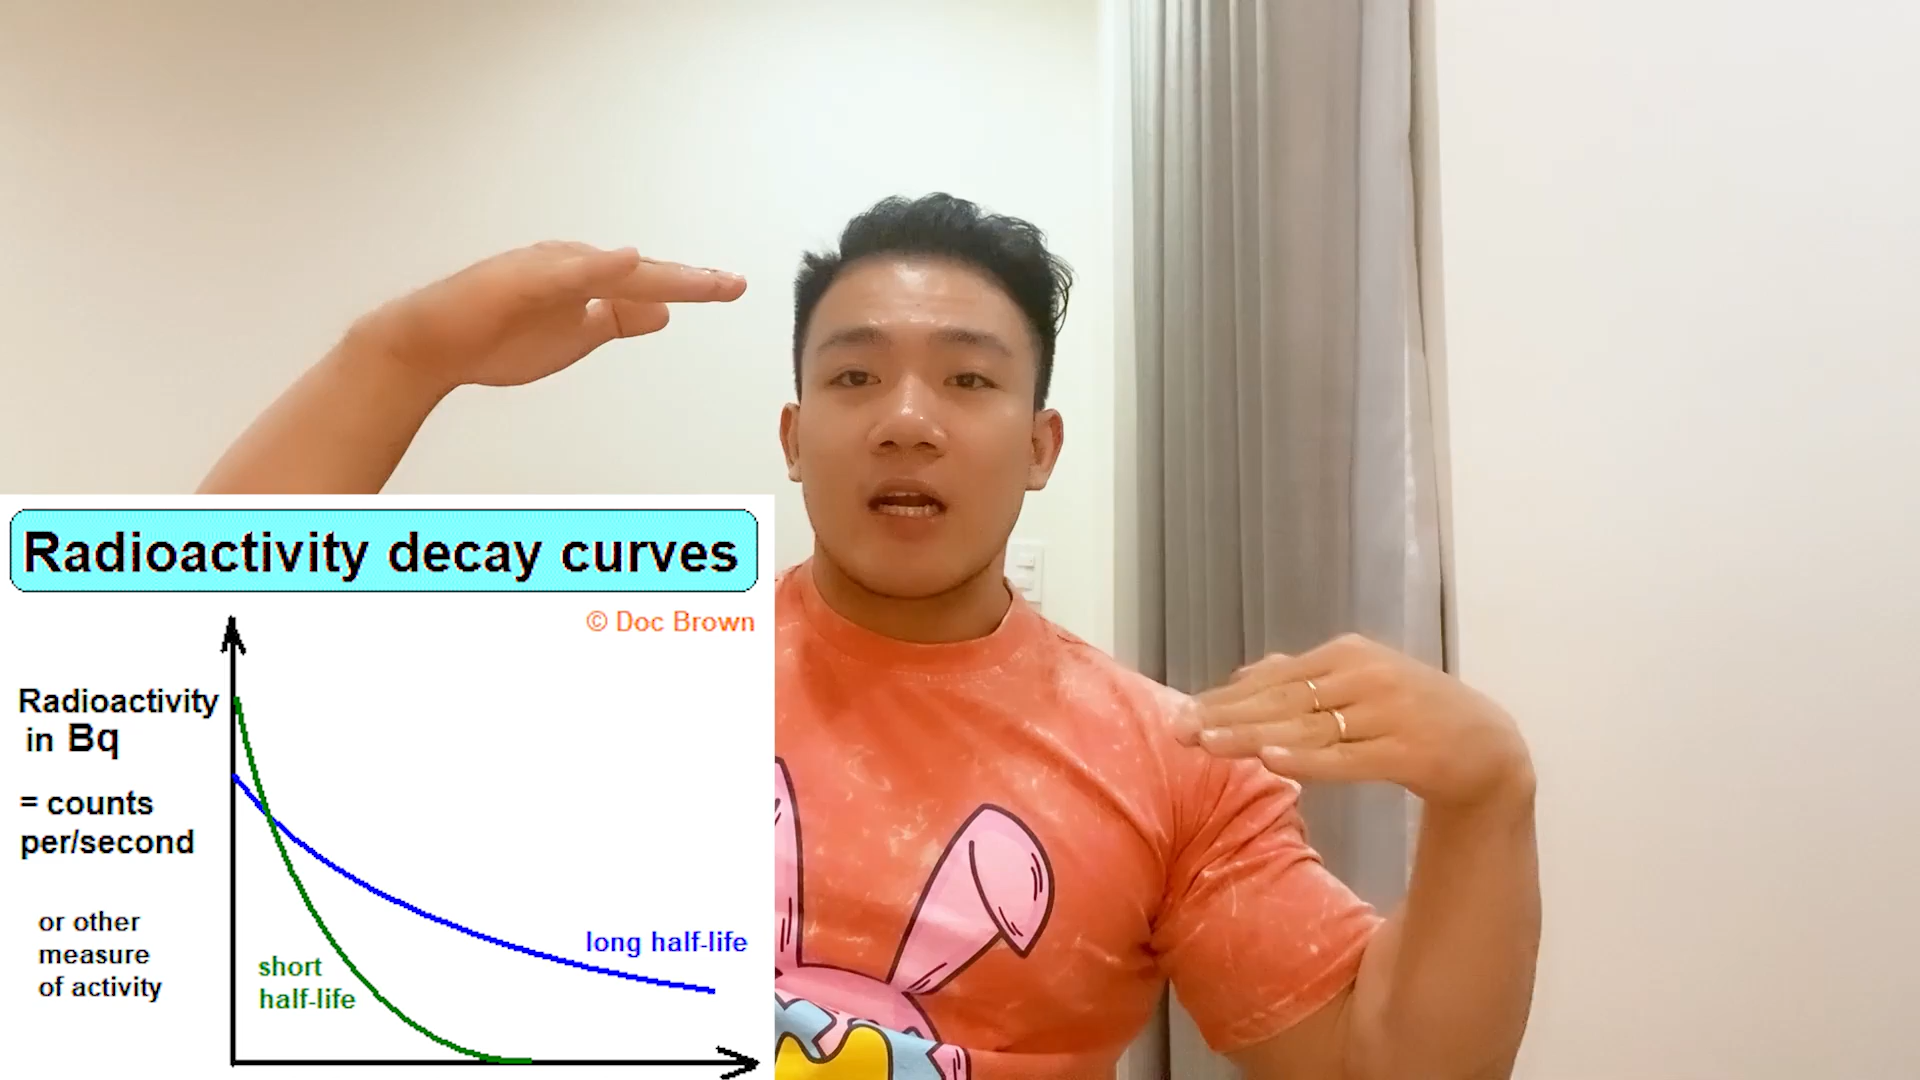 Radioactivity decay curves
© Doc Brown
Radioactivity
in Bq
= counts
per/second
or other
measure
of activity
long half-life
short
half-life